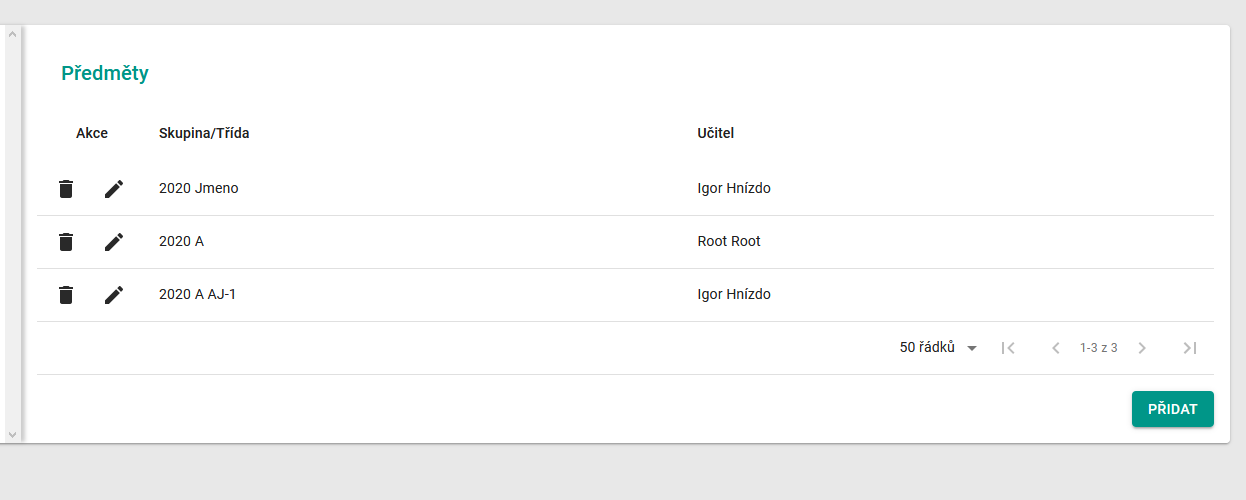 Předměty
Akce Skupina/Třída Učitel
2020 Jmeno Igor Hnízdo
2020 A Root Root
2020 A AJ-1 Igor Hnízdo
50 řádků 1-3 z 3
PŘIDAT